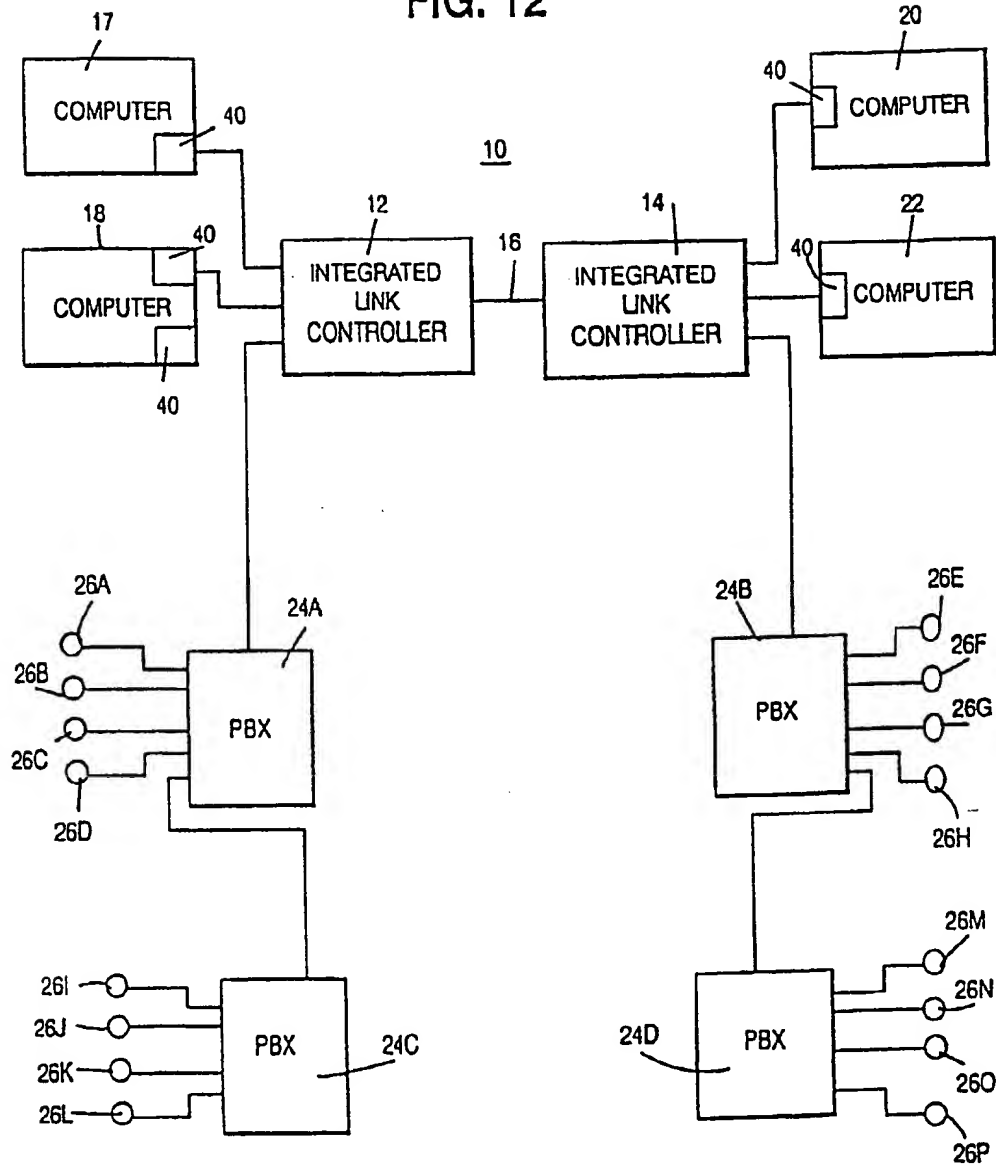 FIG. 12
17
20
COMPUTER
40
40
COMPUTER
10
18
40
12
14
22
COMPUTER
40
16
INTEGRATED
LINK
CONTROLLER
INTEGRATED
LINK
CONTROLLER
40
COMPUTER
26A
24A
24B
26E
26B
26F
PBX
PBX
26G
26C
26D
26H
26M
26I
26N
26J
PBX
24C
24D
PBX
26K
26O
26L
26P